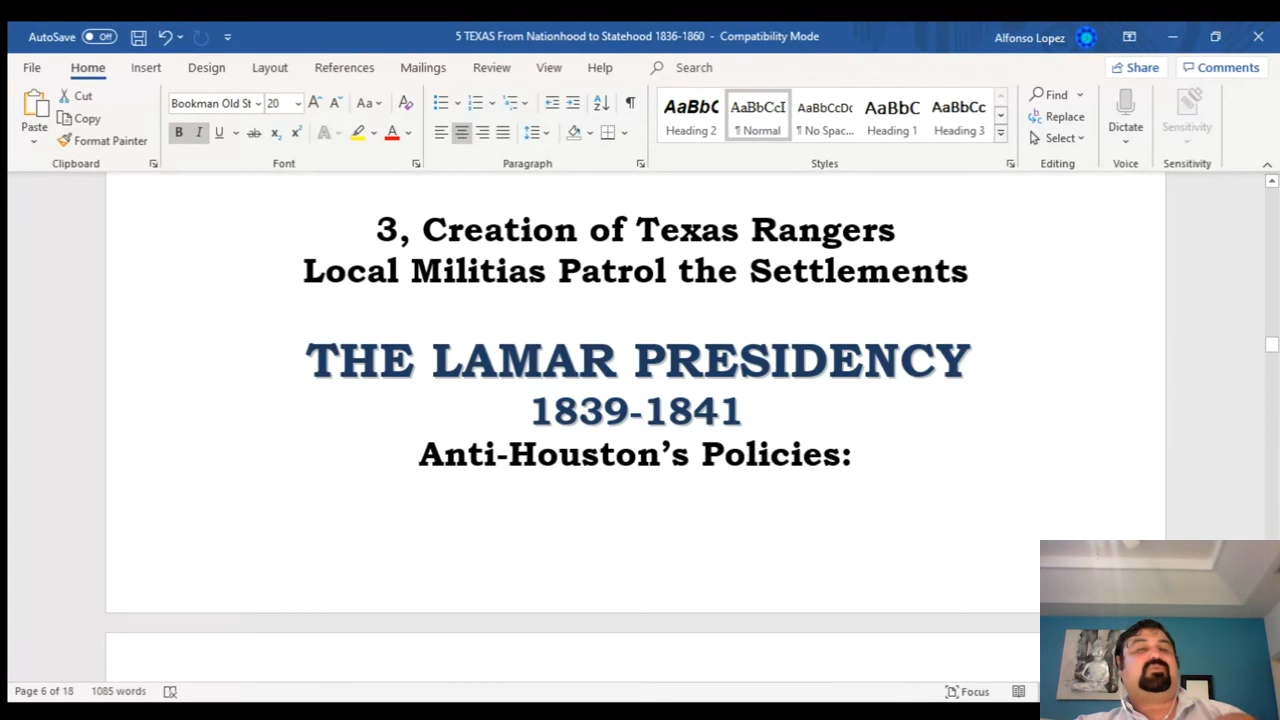 AutoSave Off
5 TEXAS From Nationhood to Statehood 1836-1860 - Compatibility Mode
Alfonso Lopez
File Home Insert Design Layout References Mailings Review View Help Search Share Comments
Paste
Cut
Copy
Format Painter
Clipboard
Bookman Old St 20
Font
Paragraph
AaBbC AaBbCcI AaBbCcDc AaBbC AaBbCc
Heading 2 ¶ Normal ¶ No Spac... Heading 1 Heading 3
Styles
Find
Replace
Select
Editing
Dictate
Voice
Sensitivity
Sensitivity
3, Creation of Texas Rangers
Local Militias Patrol the Settlements
THE LAMAR PRESIDENCY
1839-1841
Anti-Houston’s Policies:
Page 6 of 18 1085 words Focus